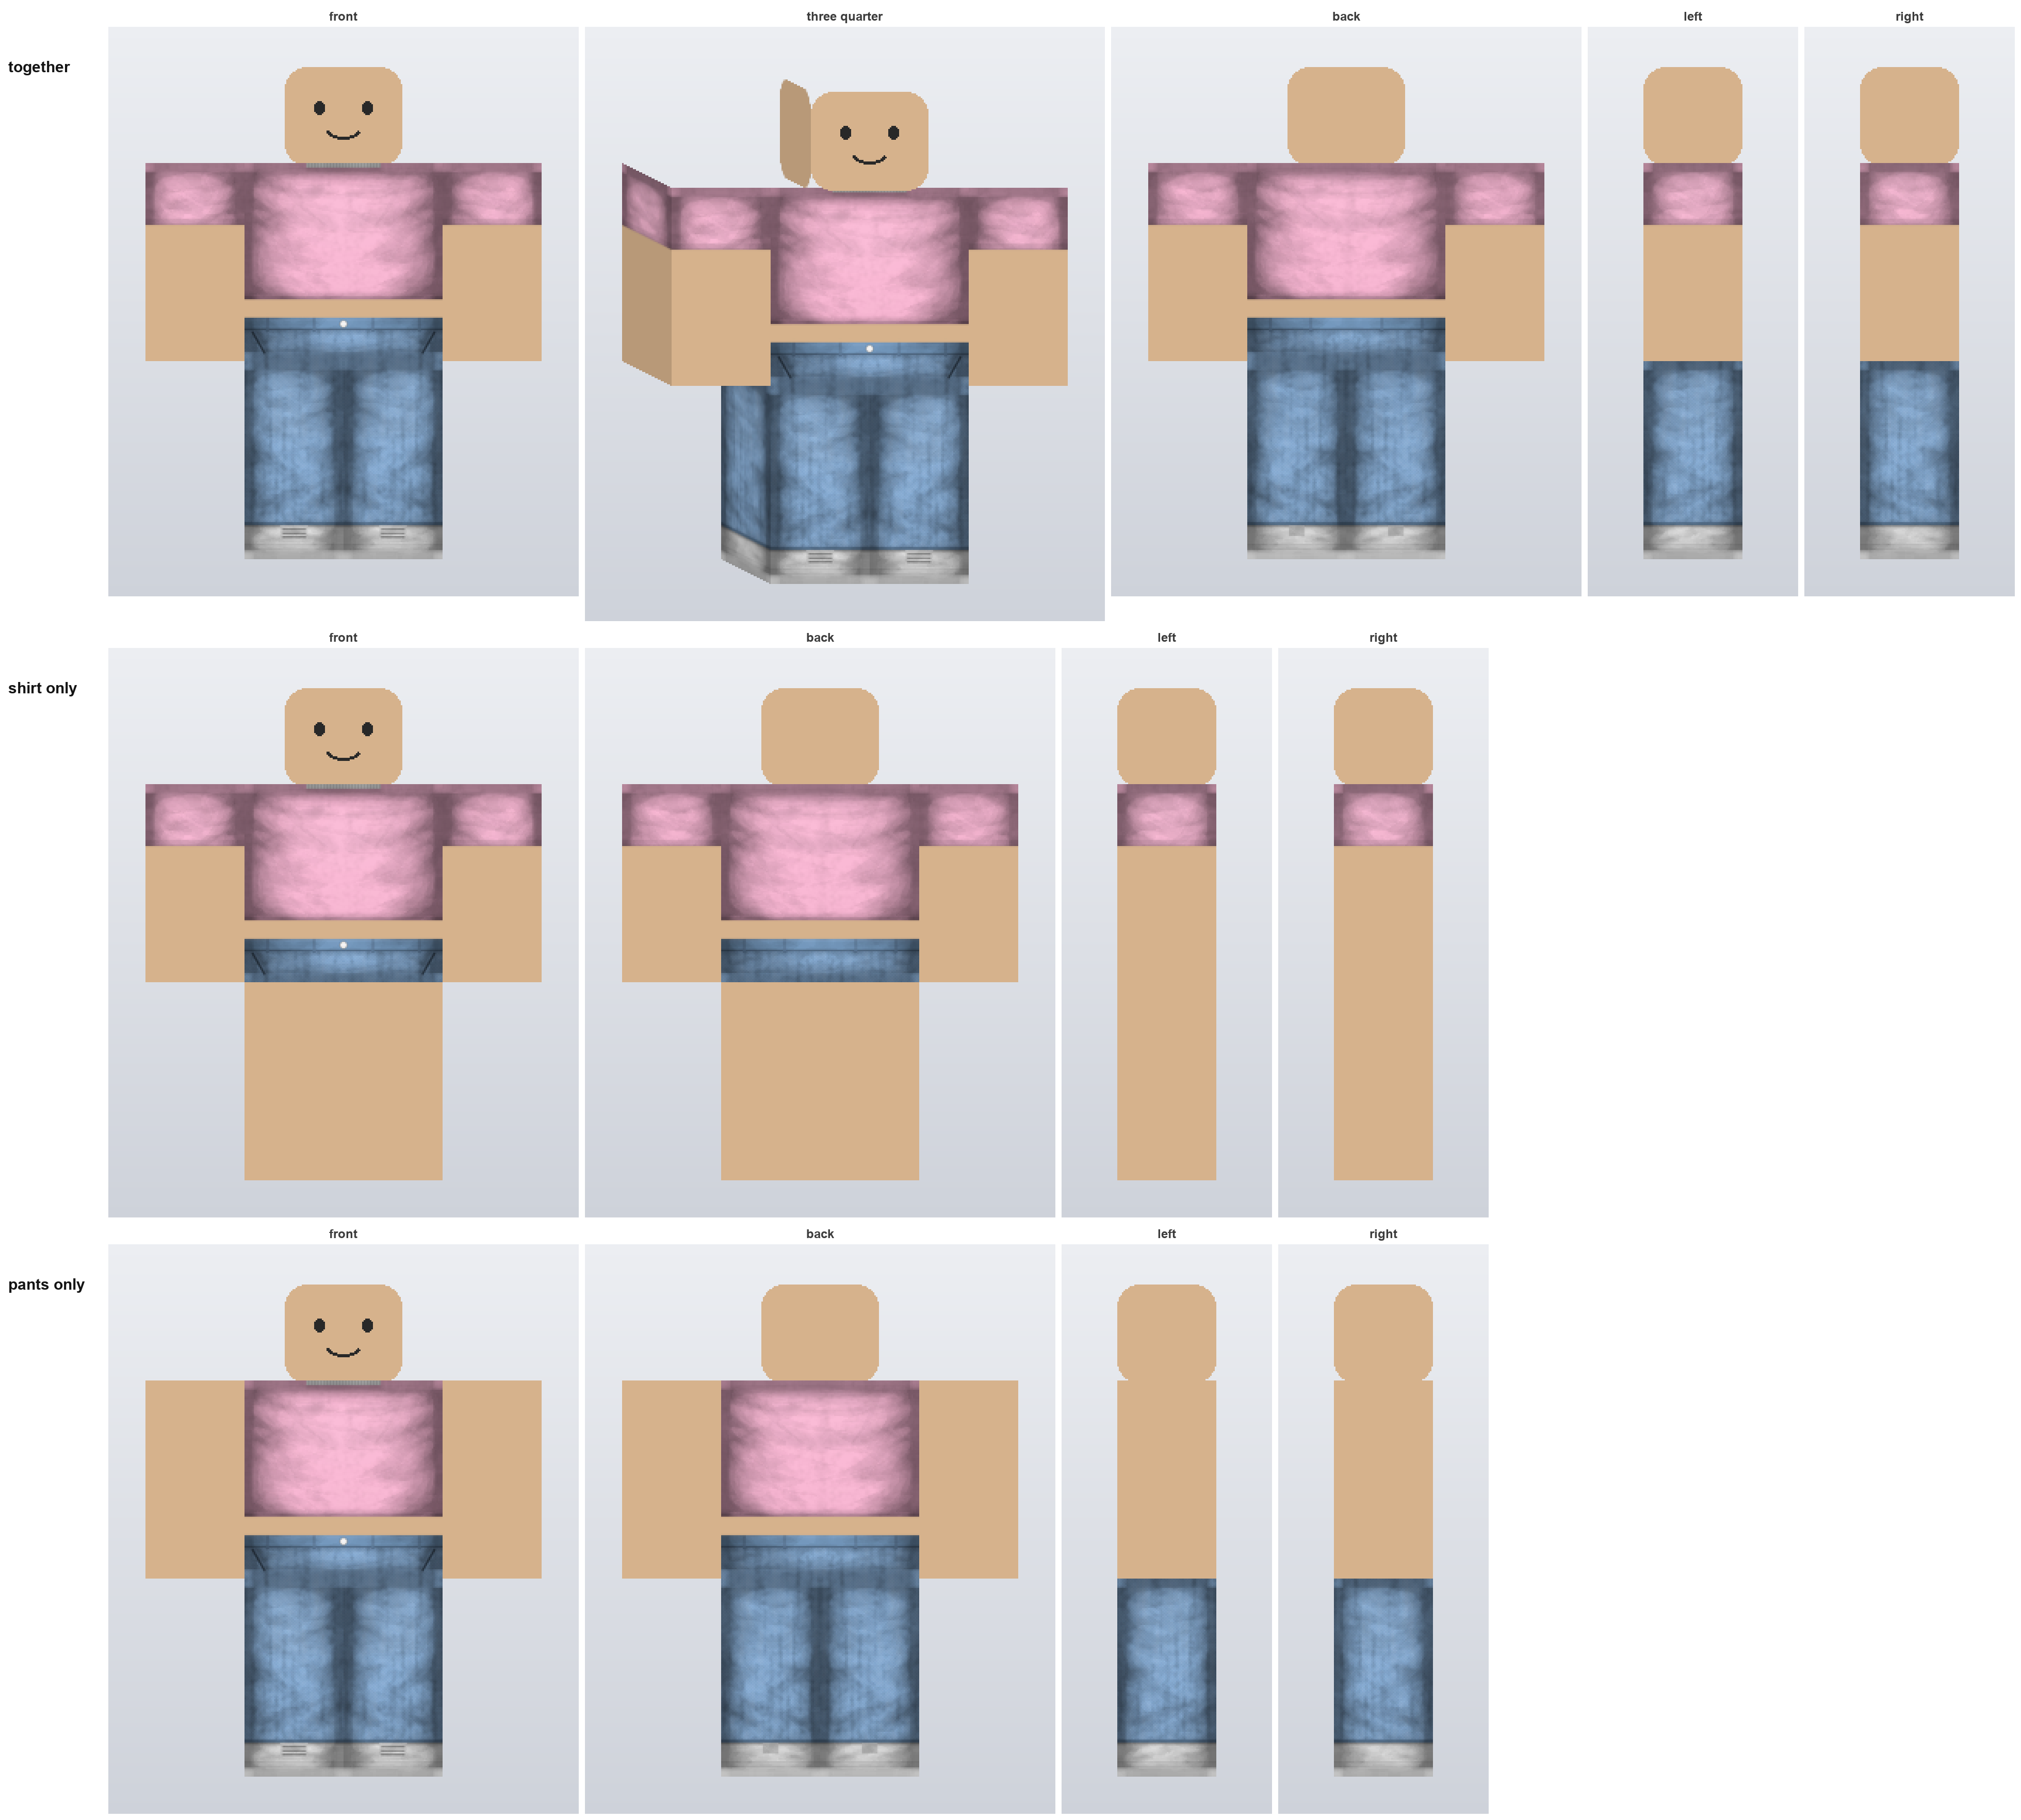 front three quarter back left right
together
front back left right
shirt only
front back left right
pants only